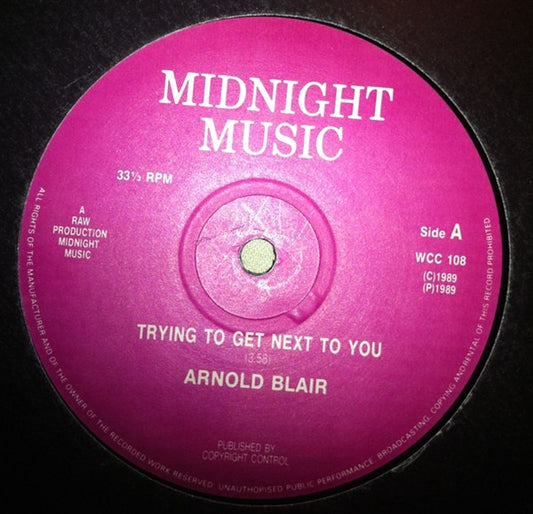 MIDNIGHT
MUSIC
33⅓ RPM
A
RAW
PRODUCTION
MIDNIGHT
MUSIC
Side A
WCC 108
(C)1989
(P)1989
TRYING TO GET NEXT TO YOU
(3.58)
ARNOLD BLAIR
PUBLISHED BY
COPYRIGHT CONTROL
ALL RIGHTS OF THE MANUFACTURER AND OF THE OWNER OF THE RECORDED WORK RESERVED. UNAUTHORISED PUBLIC PERFORMANCE, BROADCASTING, COPYING AND RENTAL OF THIS RECORD PROHIBITED